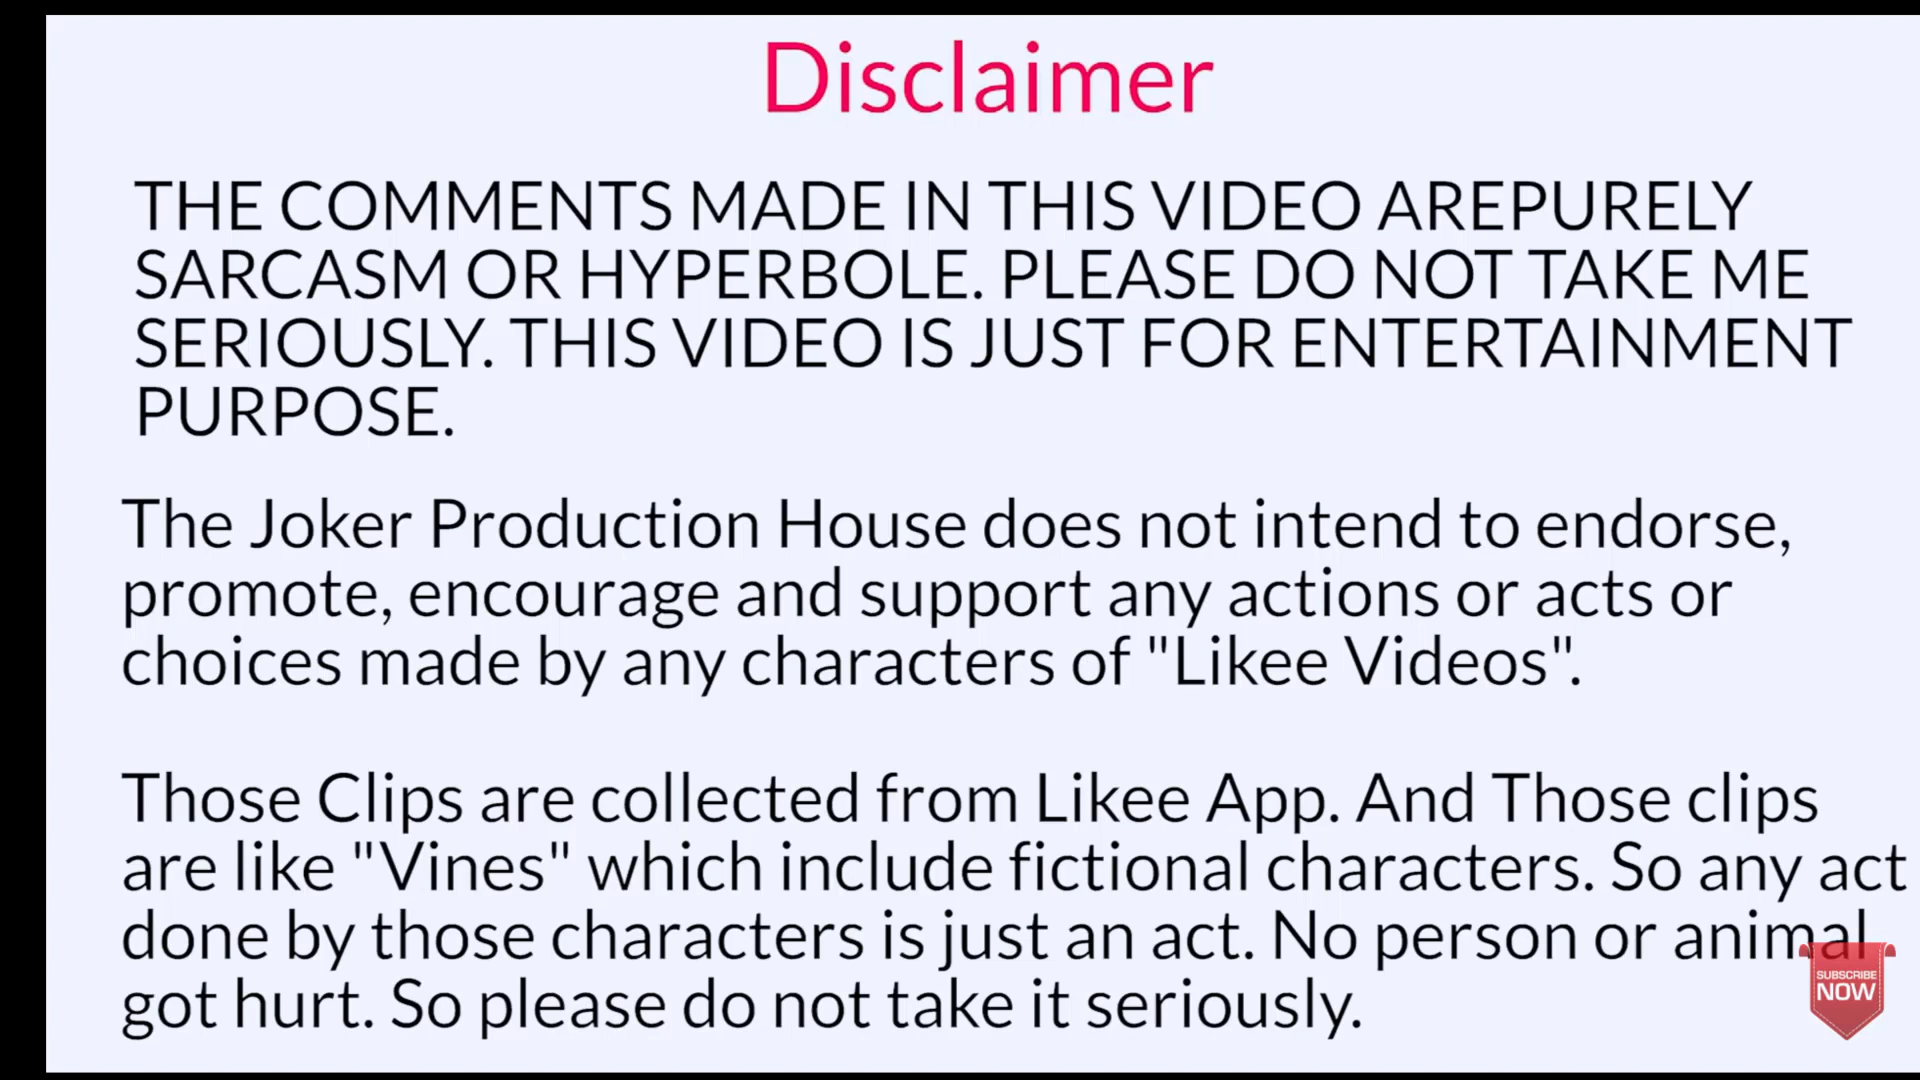 Disclaimer
THE COMMENTS MADE IN THIS VIDEO AREPURELY
SARCASM OR HYPERBOLE. PLEASE DO NOT TAKE ME
SERIOUSLY. THIS VIDEO IS JUST FOR ENTERTAINMENT
PURPOSE.
The Joker Production House does not intend to endorse,
promote, encourage and support any actions or acts or
choices made by any characters of "Likee Videos".
Those Clips are collected from Likee App. And Those clips
are like "Vines" which include fictional characters. So any act
done by those characters is just an act. No person or animal
got hurt. So please do not take it seriously.
SUBSCRIBE
NOW